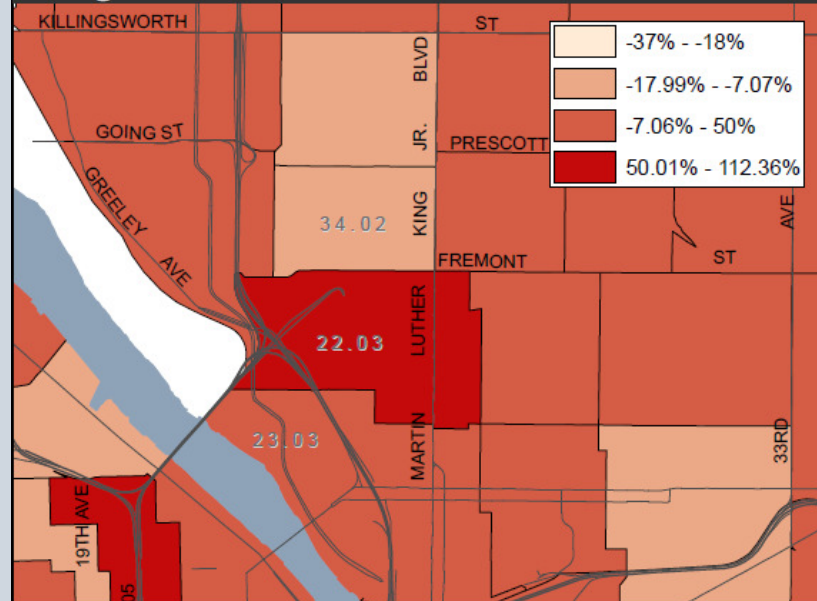 KILLINGSWORTH ST
BLVD
-37% - -18%
-17.99% - -7.07%
-7.06% - 50%
50.01% - 112.36%
GOING ST
JR.
PRESCOTT
GREELEY
AVE
34.02
KING
AVE
FREMONT ST
LUTHER
22.03
23.03
MARTIN
33RD
19TH AVE
05